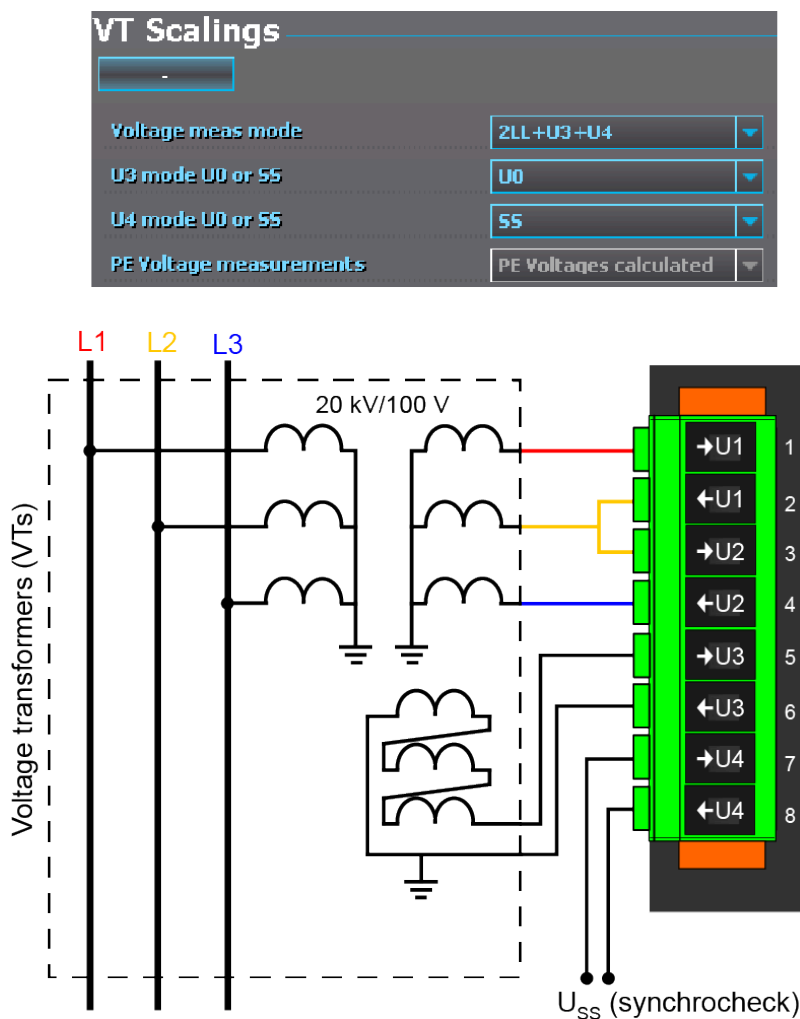 VT Scalings
-
Voltage meas mode 2LL+U3+U4
U3 mode U0 or SS U0
U4 mode U0 or SS SS
PE Voltage measurements PE Voltages calculated
L1 L2 L3
20 kV/100 V
Voltage transformers (VTs)
→U1 1
←U1 2
→U2 3
←U2 4
→U3 5
←U3 6
→U4 7
←U4 8
USS (synchrocheck)